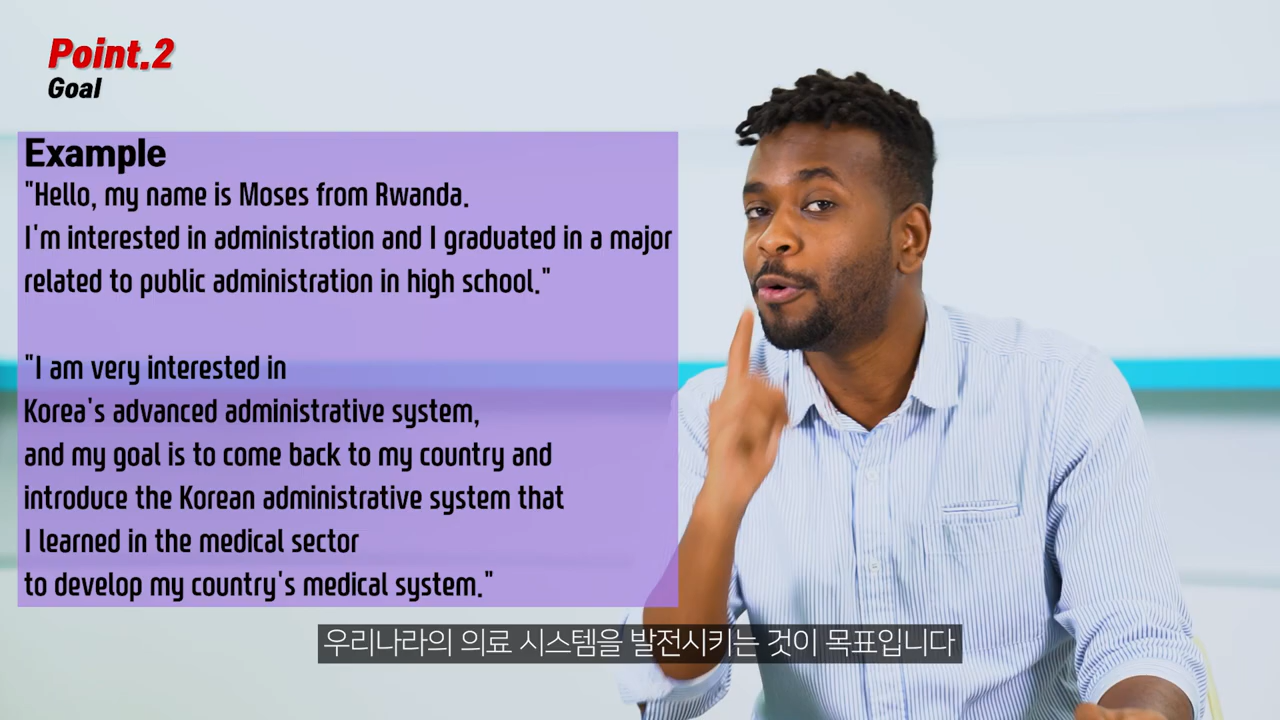 Point.2
Goal
Example
"Hello, my name is Moses from Rwanda.
I'm interested in administration and I graduated in a major
related to public administration in high school."
"I am very interested in
Korea's advanced administrative system,
and my goal is to come back to my country and
introduce the Korean administrative system that
I learned in the medical sector
to develop my country's medical system."
우리나라의 의료 시스템을 발전시키는 것이 목표입니다